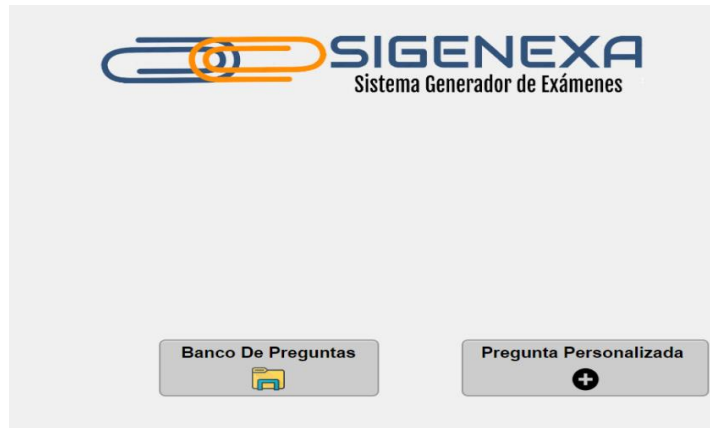 SIGENEXA
Sistema Generador de Exámenes
Banco De Preguntas
Pregunta Personalizada